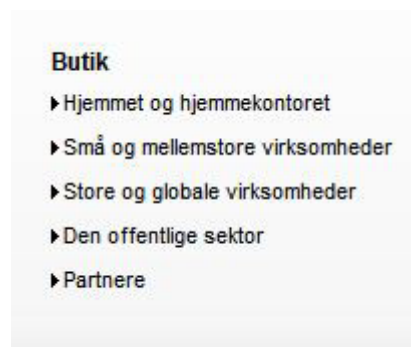 Butik
Hjemmet og hjemmekontoret
Små og mellemstore virksomheder
Store og globale virksomheder
Den offentlige sektor
Partnere